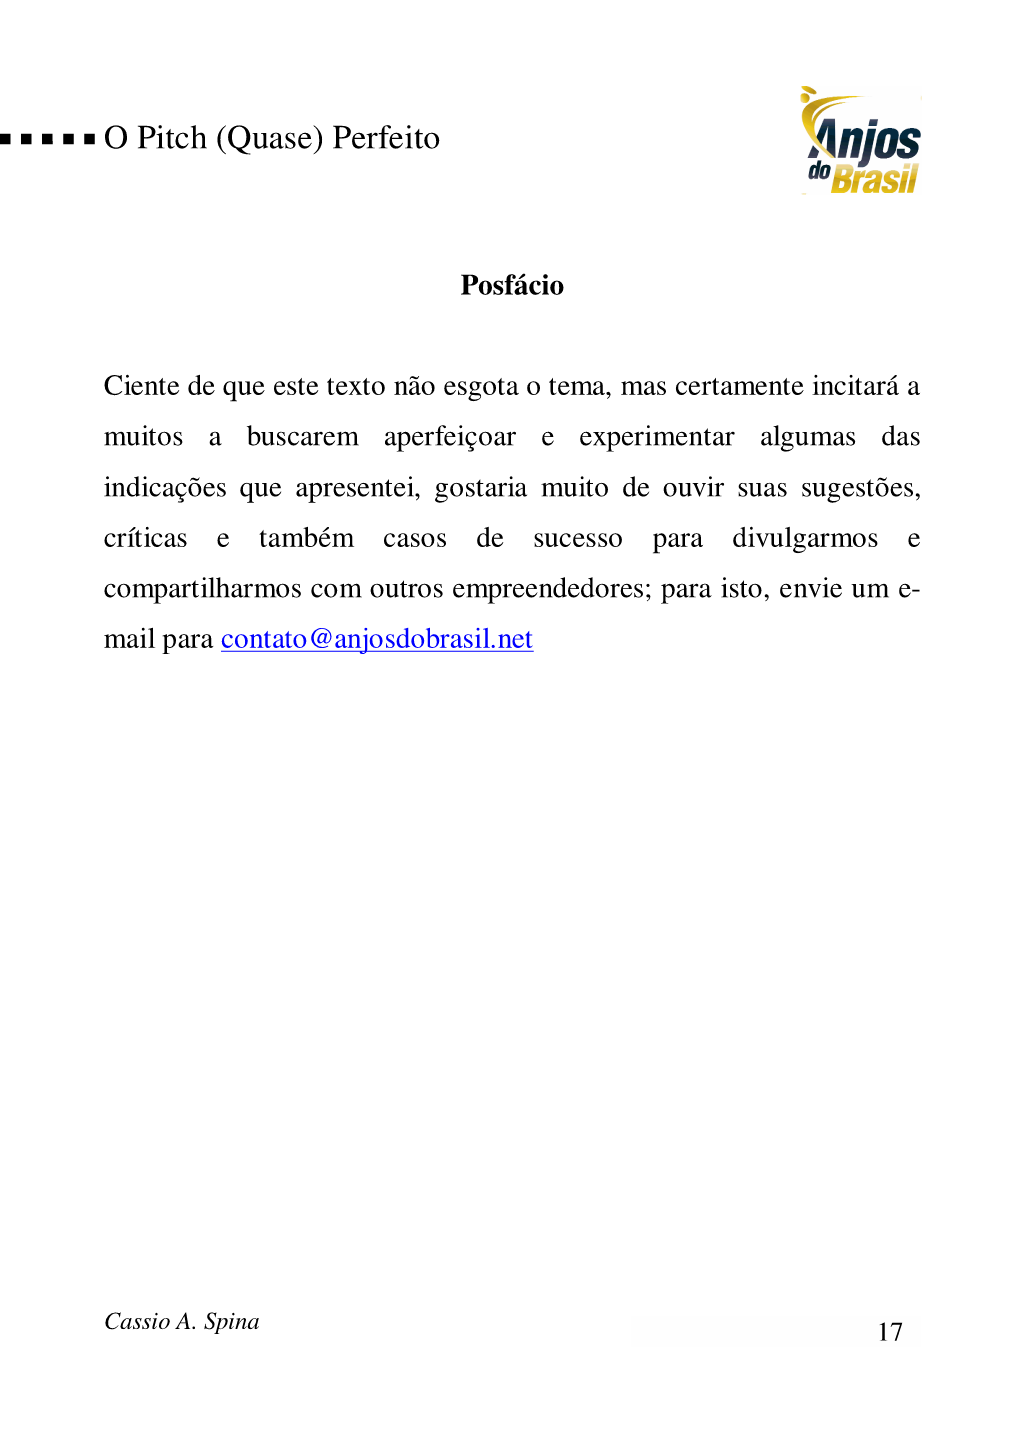 O Pitch (Quase) Perfeito
Anjos
do Brasil
Posfácio
Ciente de que este texto não esgota o tema, mas certamente incitará a
muitos a buscarem aperfeiçoar e experimentar algumas das
indicações que apresentei, gostaria muito de ouvir suas sugestões,
críticas e também casos de sucesso para divulgarmos e
compartilharmos com outros empreendedores; para isto, envie um e-
mail para contato@anjosdobrasil.net
Cassio A. Spina
17